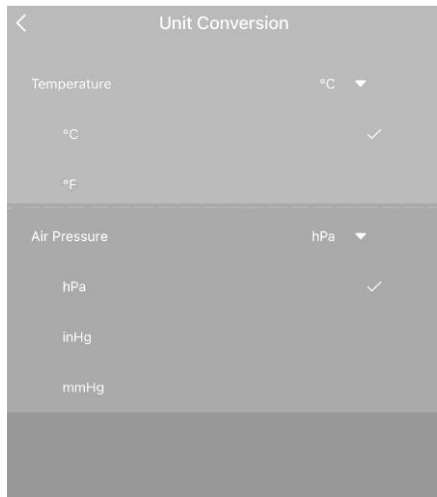 Unit Conversion
Temperature °C
°C
°F
Air Pressure hPa
hPa
inHg
mmHg